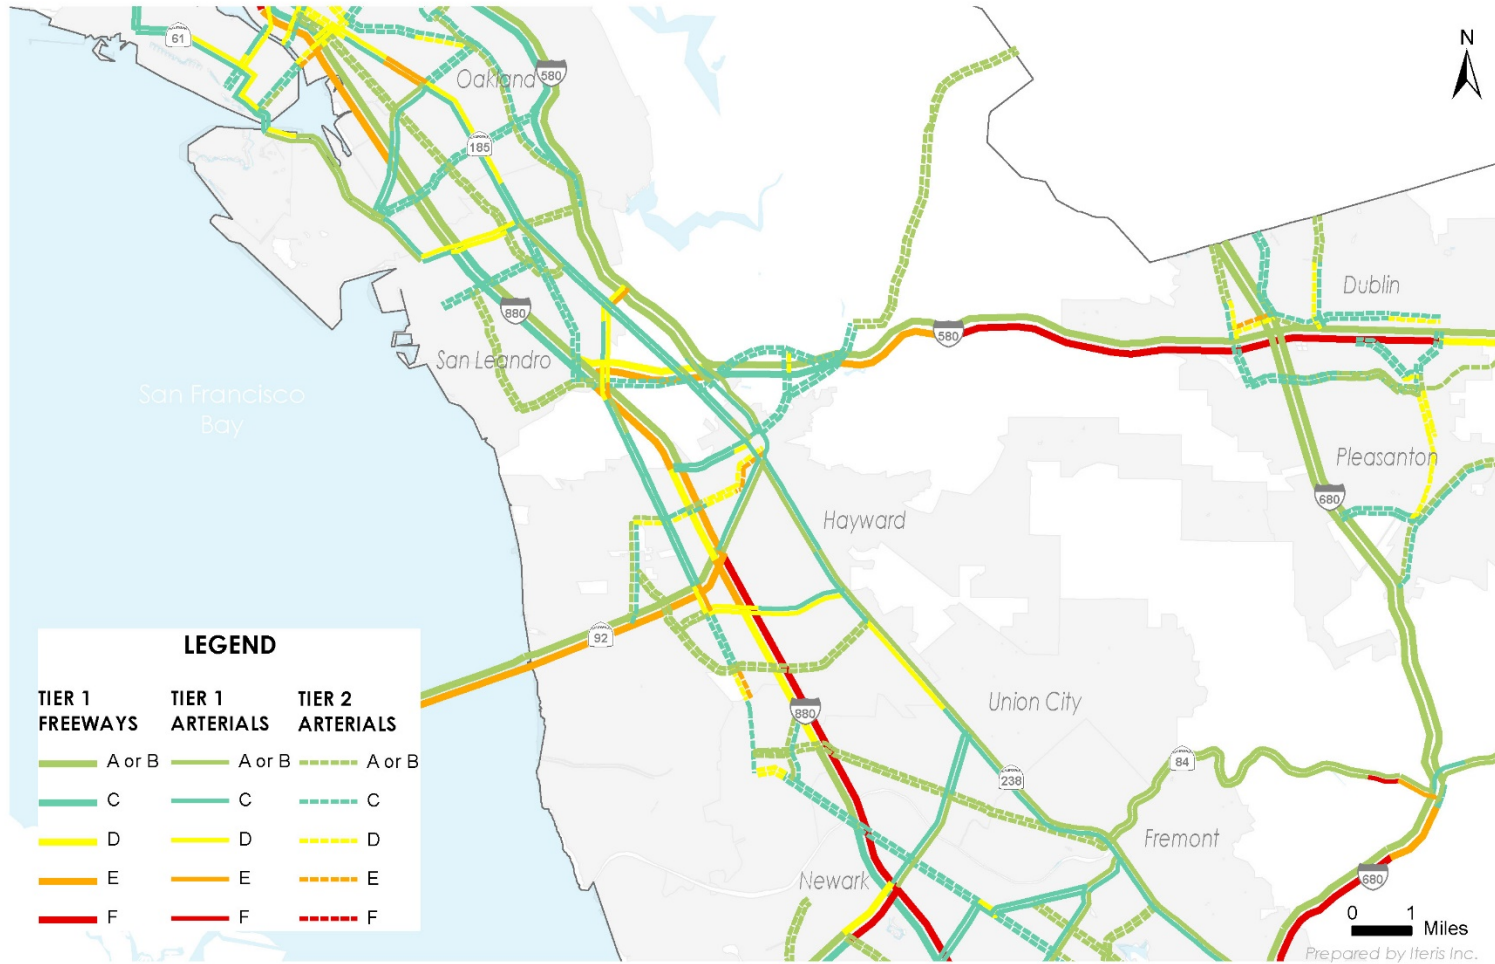 N
61
Oakland
580
185
Dublin
880
580
San Leandro
San Francisco
Bay
Pleasanton
680
Hayward
92
LEGEND
TIER 1 TIER 1 TIER 2
FREEWAYS ARTERIALS ARTERIALS
A or B A or B A or B
C C C
D D D
E E E
F F F
Union City
880
84
238
Fremont
Newark
680
0 1
Miles
Prepared by Iteris Inc.